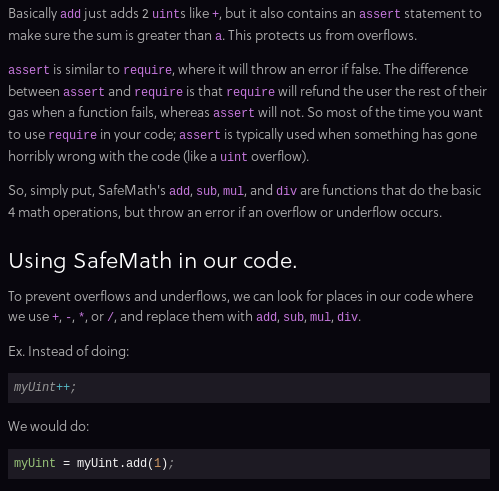 Basically add just adds 2 uints like +, but it also contains an assert statement to
make sure the sum is greater than a. This protects us from overflows.
assert is similar to require, where it will throw an error if false. The difference
between assert and require is that require will refund the user the rest of their
gas when a function fails, whereas assert will not. So most of the time you want
to use require in your code; assert is typically used when something has gone
horribly wrong with the code (like a uint overflow).
So, simply put, SafeMath's add, sub, mul, and div are functions that do the basic
4 math operations, but throw an error if an overflow or underflow occurs.
Using SafeMath in our code.
To prevent overflows and underflows, we can look for places in our code where
we use +, -, *, or /, and replace them with add, sub, mul, div.
Ex. Instead of doing:
myUint++;
We would do:
myUint = myUint.add(1);